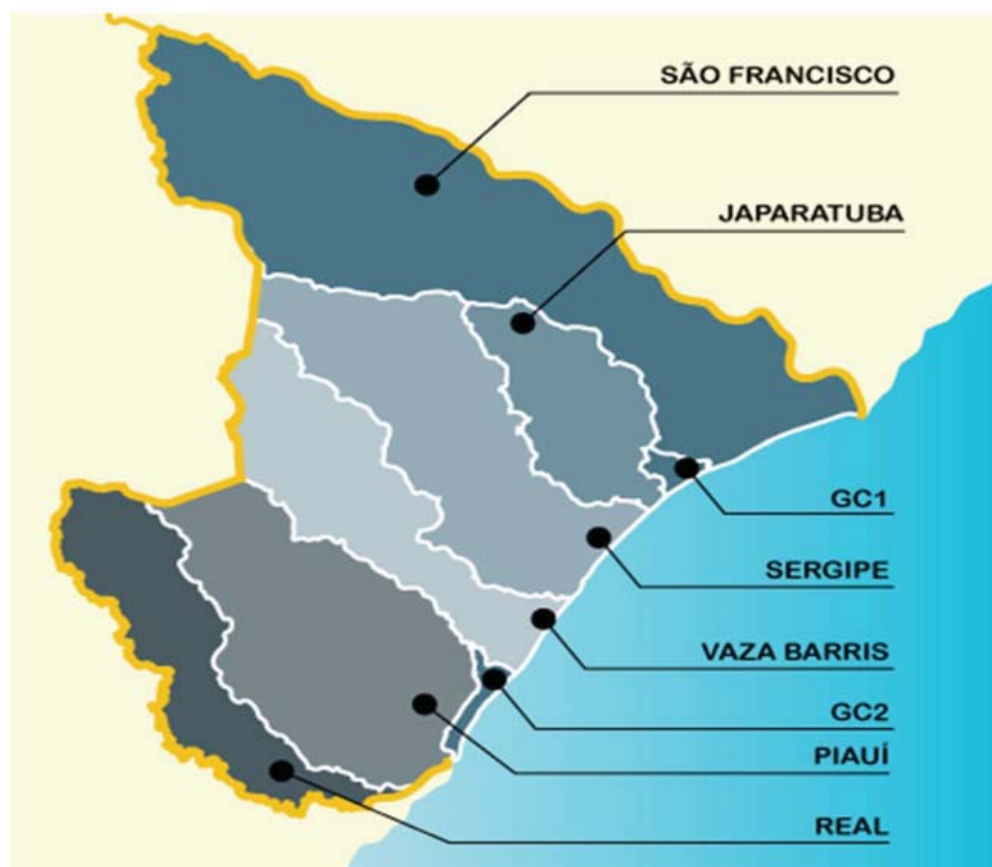 SÃO FRANCISCO
JAPARATUBA
GC1
SERGIPE
VAZA BARRIS
GC2
PIAUÍ
REAL